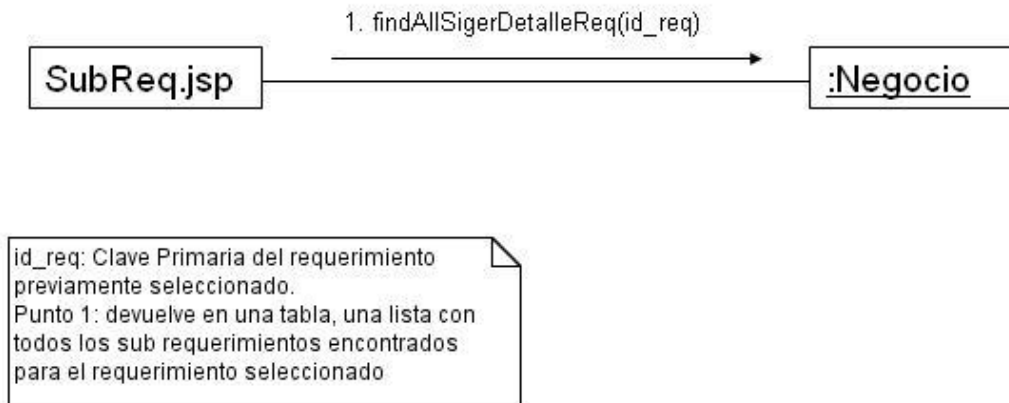 1. findAllSigerDetalleReq(id_req)
SubReq.jsp
:Negocio
id_req: Clave Primaria del requerimiento
previamente seleccionado.
Punto 1: devuelve en una tabla, una lista con
todos los sub requerimientos encontrados
para el requerimiento seleccionado